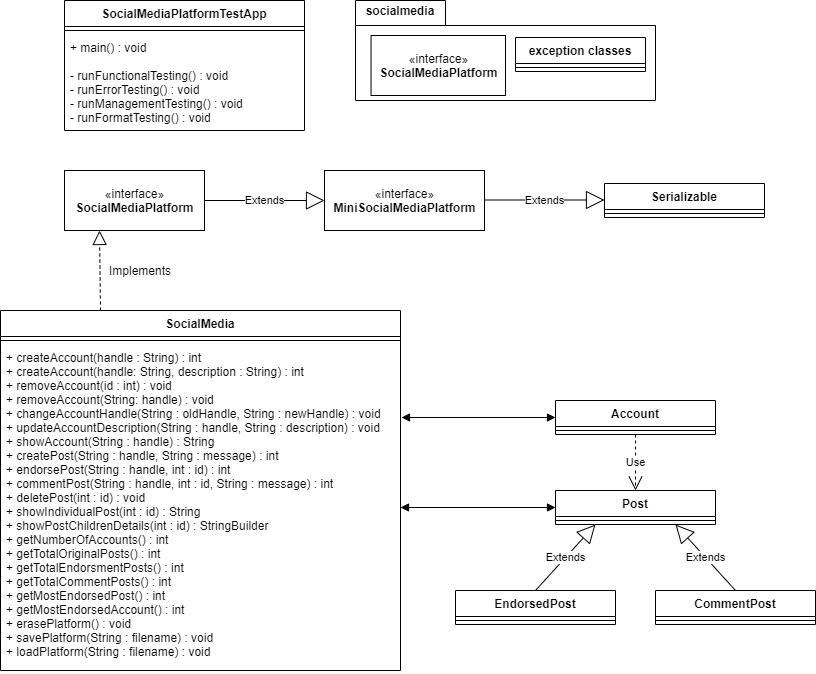 SocialMediaPlatformTestApp
+ main() : void
- runFunctionalTesting() : void
- runErrorTesting() : void
- runManagementTesting() : void
- runFormatTesting() : void
socialmedia
«interface»
SocialMediaPlatform
exception classes
«interface»
SocialMediaPlatform
Extends
«interface»
MiniSocialMediaPlatform
Extends
Serializable
Implements
SocialMedia
+ createAccount(handle : String) : int
+ createAccount(handle: String, description : String) : int
+ removeAccount(id : int) : void
+ removeAccount(String: handle) : void
+ changeAccountHandle(String : oldHandle, String : newHandle) : void
+ updateAccountDescription(String : handle, String : description) : void
+ showAccount(String : handle) : String
+ createPost(String : handle, String : message) : int
+ endorsePost(String : handle, int : id) : int
+ commentPost(String : handle, int : id, String : message) : int
+ deletePost(int : id) : void
+ showIndividualPost(int : id) : String
+ showPostChildrenDetails(int : id) : StringBuilder
+ getNumberOfAccounts() : int
+ getTotalOriginalPosts() : int
+ getTotalEndorsmentPosts() : int
+ getTotalCommentPosts() : int
+ getMostEndorsedPost() : int
+ getMostEndorsedAccount() : int
+ erasePlatform() : void
+ savePlatform(String : filename) : void
+ loadPlatform(String : filename) : void
Account
Use
Post
Extends
Extends
EndorsedPost
CommentPost